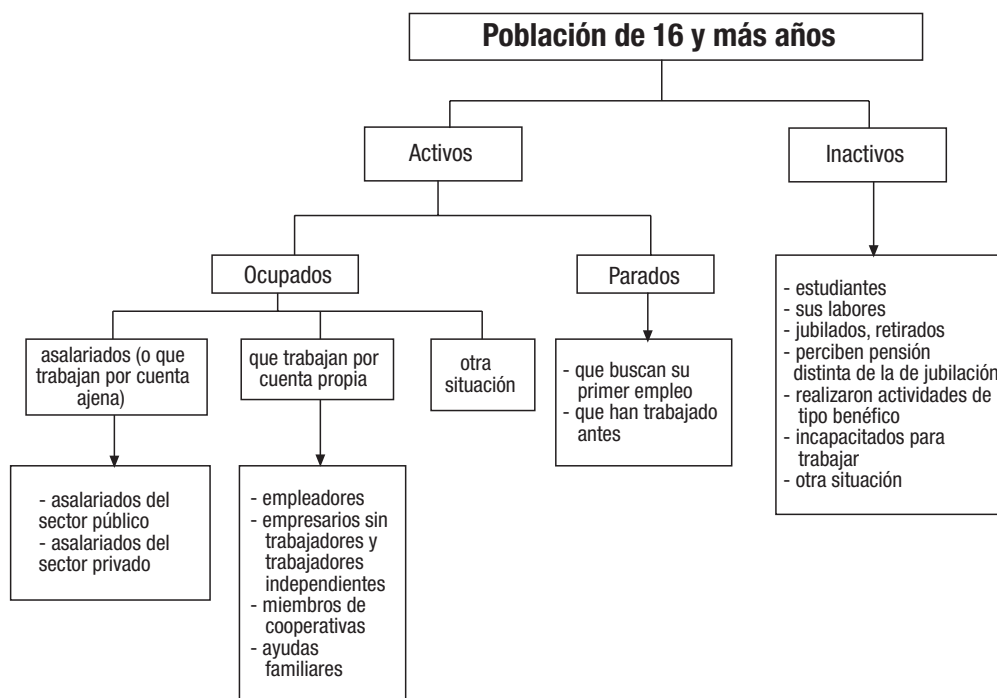 Población de 16 y más años
Activos
Inactivos
Ocupados
Parados
asalariados (o que
trabajan por cuenta
ajena)
que trabajan por
cuenta propia
otra
situación
- que buscan su
primer empleo
- que han trabajado
antes
- estudiantes
- sus labores
- jubilados, retirados
- perciben pensión
distinta de la de jubilación
- realizaron actividades de
tipo benéfico
- incapacitados para
trabajar
- otra situación
- asalariados del
sector público
- asalariados del
sector privado
- empleadores
- empresarios sin
trabajadores y
trabajadores
independientes
- miembros de
cooperativas
- ayudas
familiares